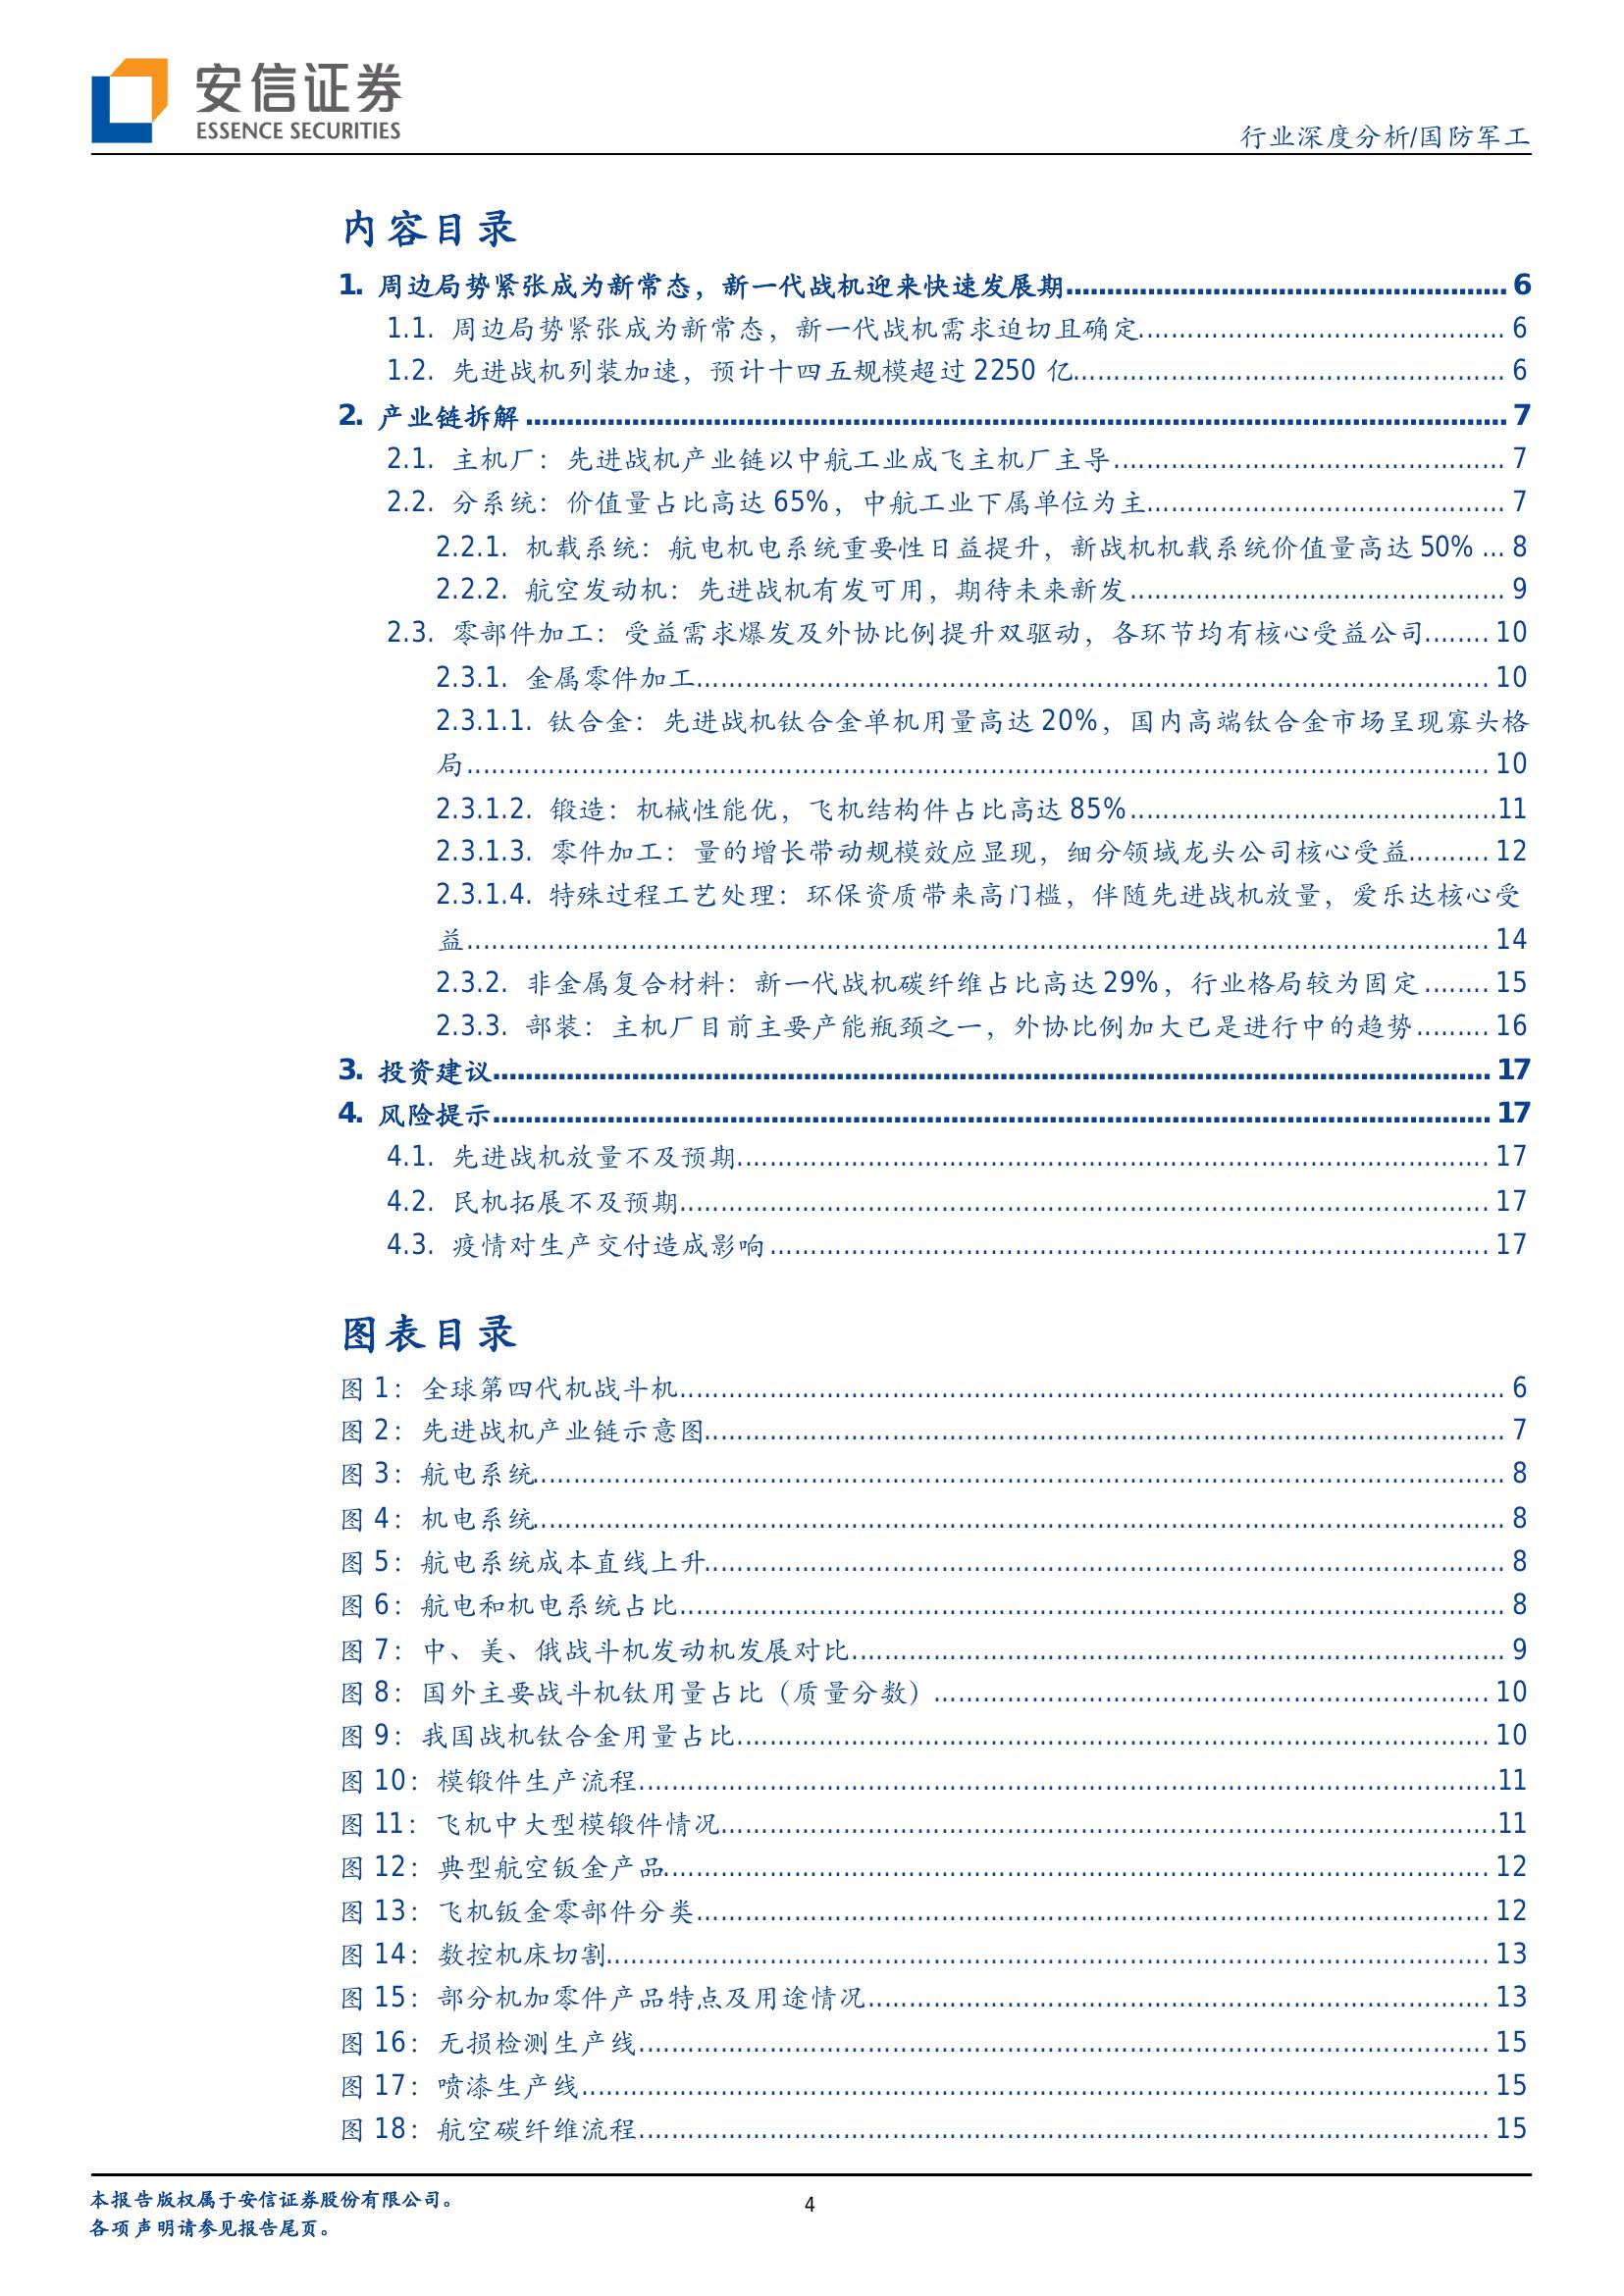 安信证券
ESSENCE SECURITIES
行业深度分析/国防军工
内容目录
1. 周边局势紧张成为新常态，新一代战机迎来快速发展期 6
1.1. 周边局势紧张成为新常态，新一代战机需求迫切且确定 6
1.2. 先进战机列装加速，预计十四五规模超过 2250 亿 6
2. 产业链拆解 7
2.1. 主机厂：先进战机产业链以中航工业成飞主机厂主导 7
2.2. 分系统：价值量占比高达 65%，中航工业下属单位为主 7
2.2.1. 机载系统：航电机电系统重要性日益提升，新战机机载系统价值量高达 50% ... 8
2.2.2. 航空发动机：先进战机有发可用，期待未来新发 9
2.3. 零部件加工：受益需求爆发及外协比例提升双驱动，各环节均有核心受益公司 10
2.3.1. 金属零件加工 10
2.3.1.1. 钛合金：先进战机钛合金单机用量高达 20%，国内高端钛合金市场呈现寡头格
局 10
2.3.1.2. 锻造：机械性能优，飞机结构件占比高达 85% 11
2.3.1.3. 零件加工：量的增长带动规模效应显现，细分领域龙头公司核心受益 12
2.3.1.4. 特殊过程工艺处理：环保资质带来高门槛，伴随先进战机放量，爱乐达核心受
益 14
2.3.2. 非金属复合材料：新一代战机碳纤维占比高达 29%，行业格局较为固定 15
2.3.3. 部装：主机厂目前主要产能瓶颈之一，外协比例加大已是进行中的趋势 16
3. 投资建议 17
4. 风险提示 17
4.1. 先进战机放量不及预期 17
4.2. 民机拓展不及预期 17
4.3. 疫情对生产交付造成影响 17
图表目录
图 1：全球第四代机战斗机 6
图 2：先进战机产业链示意图 7
图 3：航电系统 8
图 4：机电系统 8
图 5：航电系统成本直线上升 8
图 6：航电和机电系统占比 8
图 7：中、美、俄战斗机发动机发展对比 9
图 8：国外主要战斗机钛用量占比（质量分数） 10
图 9：我国战机钛合金用量占比 10
图 10：模锻件生产流程 11
图 11：飞机中大型模锻件情况 11
图 12：典型航空钣金产品 12
图 13：飞机钣金零部件分类 12
图 14：数控机床切割 13
图 15：部分机加零件产品特点及用途情况 13
图 16：无损检测生产线 15
图 17：喷漆生产线 15
图 18：航空碳纤维流程 15
本报告版权属于安信证券股份有限公司。
4
各项声明请参见报告尾页。